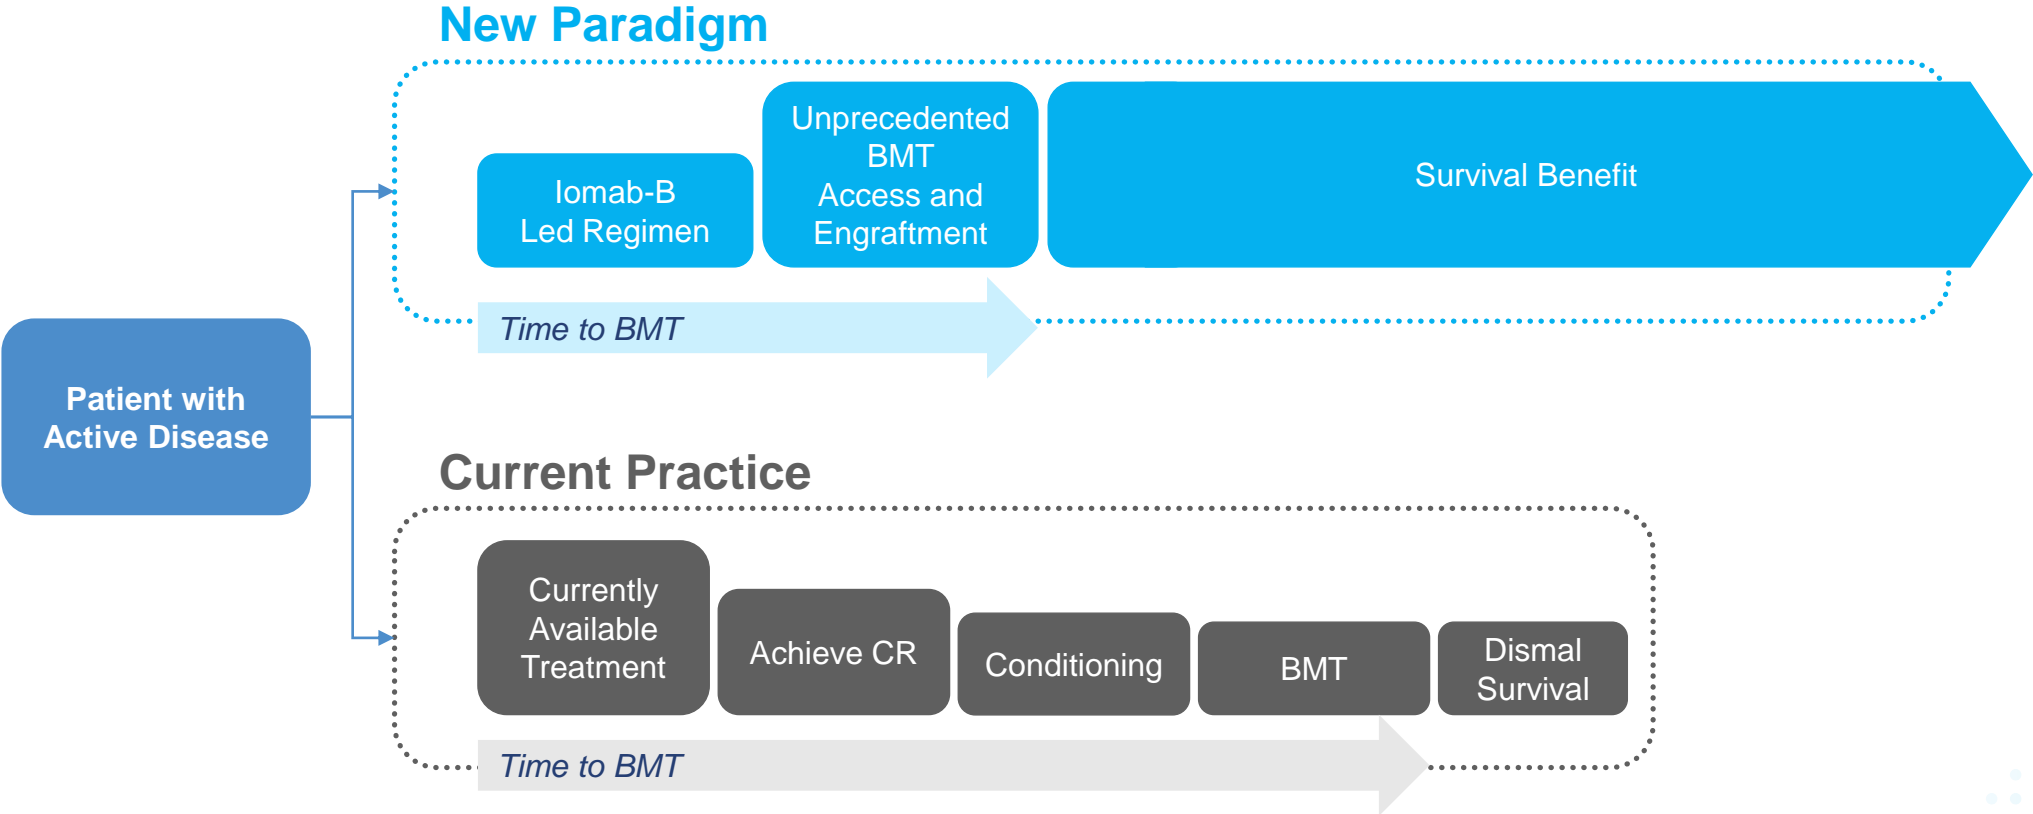 New Paradigm
Iomab-B
Led Regimen
Unprecedented
BMT
Access and
Engraftment
Survival Benefit
Time to BMT
Patient with
Active Disease
Current Practice
Currently
Available
Treatment
Achieve CR
Conditioning
BMT
Dismal
Survival
Time to BMT